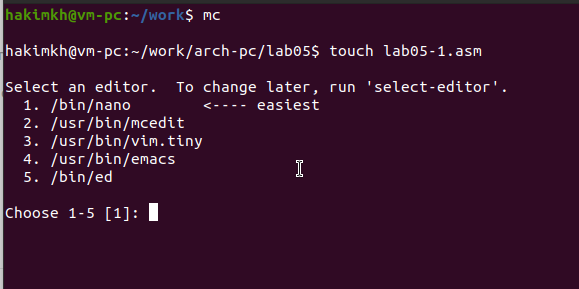 hakimkh@vm-pc:~/work$ mc
hakimkh@vm-pc:~/work/arch-pc/lab05$ touch lab05-1.asm
Select an editor.  To change later, run 'select-editor'.
  1. /bin/nano        <---- easiest
  2. /usr/bin/mcedit
  3. /usr/bin/vim.tiny
  4. /usr/bin/emacs
  5. /bin/ed
Choose 1-5 [1]: